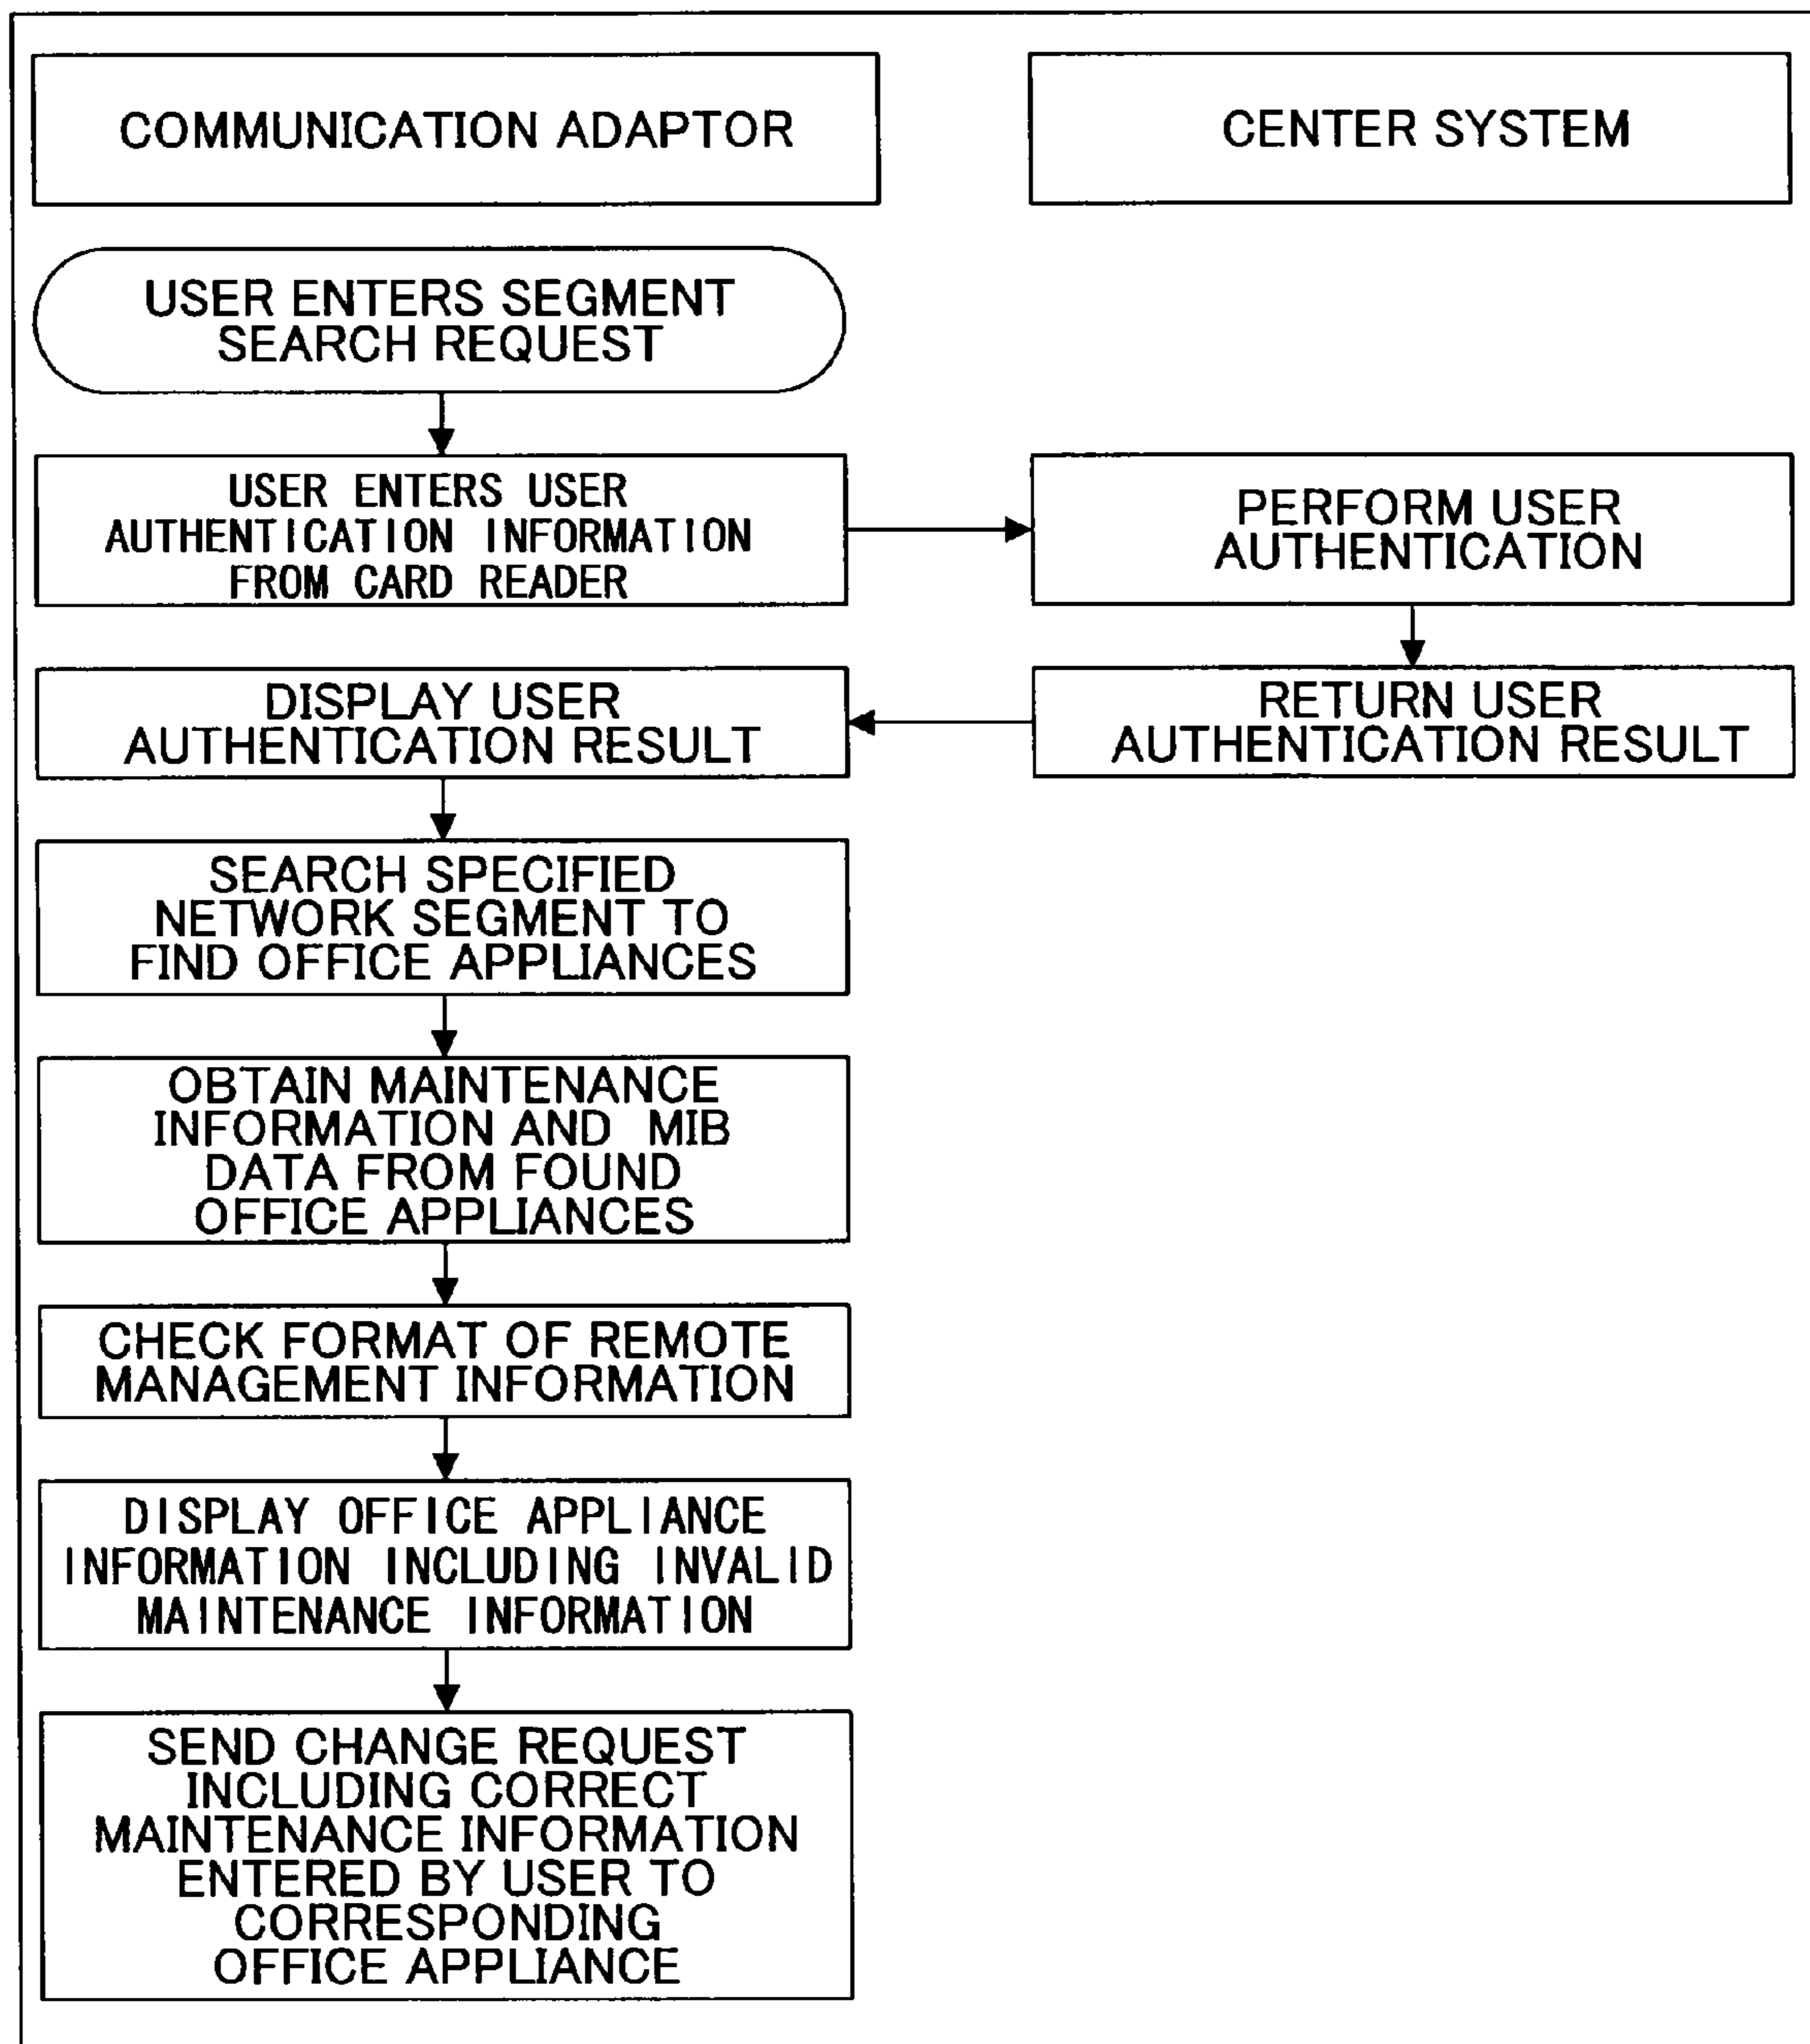 COMMUNICATION ADAPTOR
CENTER SYSTEM
USER ENTERS SEGMENT
SEARCH REQUEST
USER ENTERS USER
AUTHENTICATION INFORMATION
FROM CARD READER
PERFORM USER
AUTHENTICATION
DISPLAY USER
AUTHENTICATION RESULT
RETURN USER
AUTHENTICATION RESULT
SEARCH SPECIFIED
NETWORK SEGMENT TO
FIND OFFICE APPLIANCES
OBTAIN MAINTENANCE
INFORMATION AND MIB
DATA FROM FOUND
OFFICE APPLIANCES
CHECK FORMAT OF REMOTE
MANAGEMENT INFORMATION
DISPLAY OFFICE APPLIANCE
INFORMATION INCLUDING INVALID
MAINTENANCE INFORMATION
SEND CHANGE REQUEST
INCLUDING CORRECT
MAINTENANCE INFORMATION
ENTERED BY USER TO
CORRESPONDING
OFFICE APPLIANCE